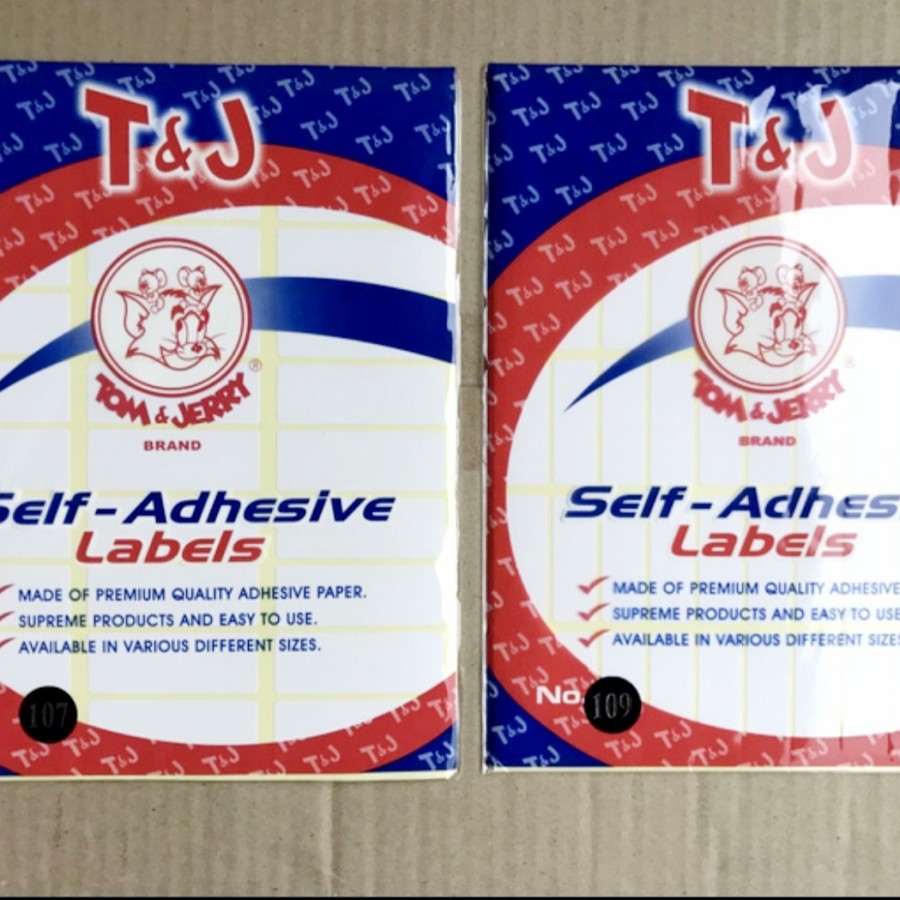 T&J
TOM & JERRY
®
BRAND
Self-Adhesive
Labels
MADE OF PREMIUM QUALITY ADHESIVE PAPER.
SUPREME PRODUCTS AND EASY TO USE.
AVAILABLE IN VARIOUS DIFFERENT SIZES.
107
T&J
TOM & JERRY
®
BRAND
Self-Adhes
Labels
MADE OF PREMIUM QUALITY ADHESIVE
SUPREME PRODUCTS AND EASY TO USE
AVAILABLE IN VARIOUS DIFFERENT SIZES
No. 109